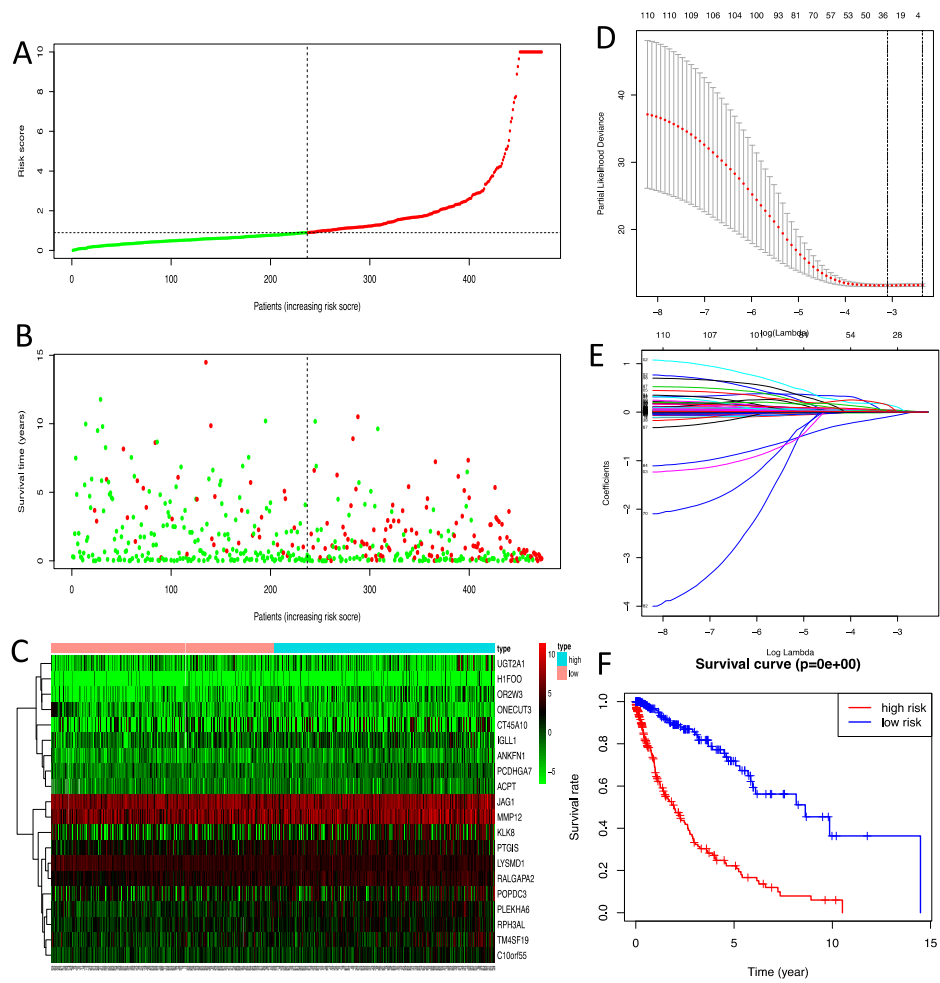 A
Risk score
10
8
6
4
2
0
0 100 200 300 400
Patients (increasing risk socre)
B
Survival time (years)
15
10
5
0
0 100 200 300 400
Patients (increasing risk socre)
C
type
UGT2A1
H1FOO
OR2W3
ONECUT3
CT45A10
IGLL1
ANKFN1
PCDHGA7
ACPT
JAG1
MMP12
KLK8
PTGIS
LYSMD1
RALGAPA2
POPDC3
PLEKHA6
RPH3AL
TM4SF19
C10orf55
10
5
0
−5
type
high
low
D
110 110 109 106 104 100 93 81 70 57 53 50 36 19 4
Partial Likelihood Deviance
40
30
20
−8 −7 −6 −5 −4 −3
log(Lambda)
E
110 107 54 28
Coefficients
1
0
−1
−2
−3
−4
−8 −7 −6 −5 −4 −3
Log Lambda
F
Survival curve (p=0e+00)
high risk
low risk
Survival rate
1.0
0.8
0.6
0.4
0.2
0.0
0 5 10 15
Time (year)